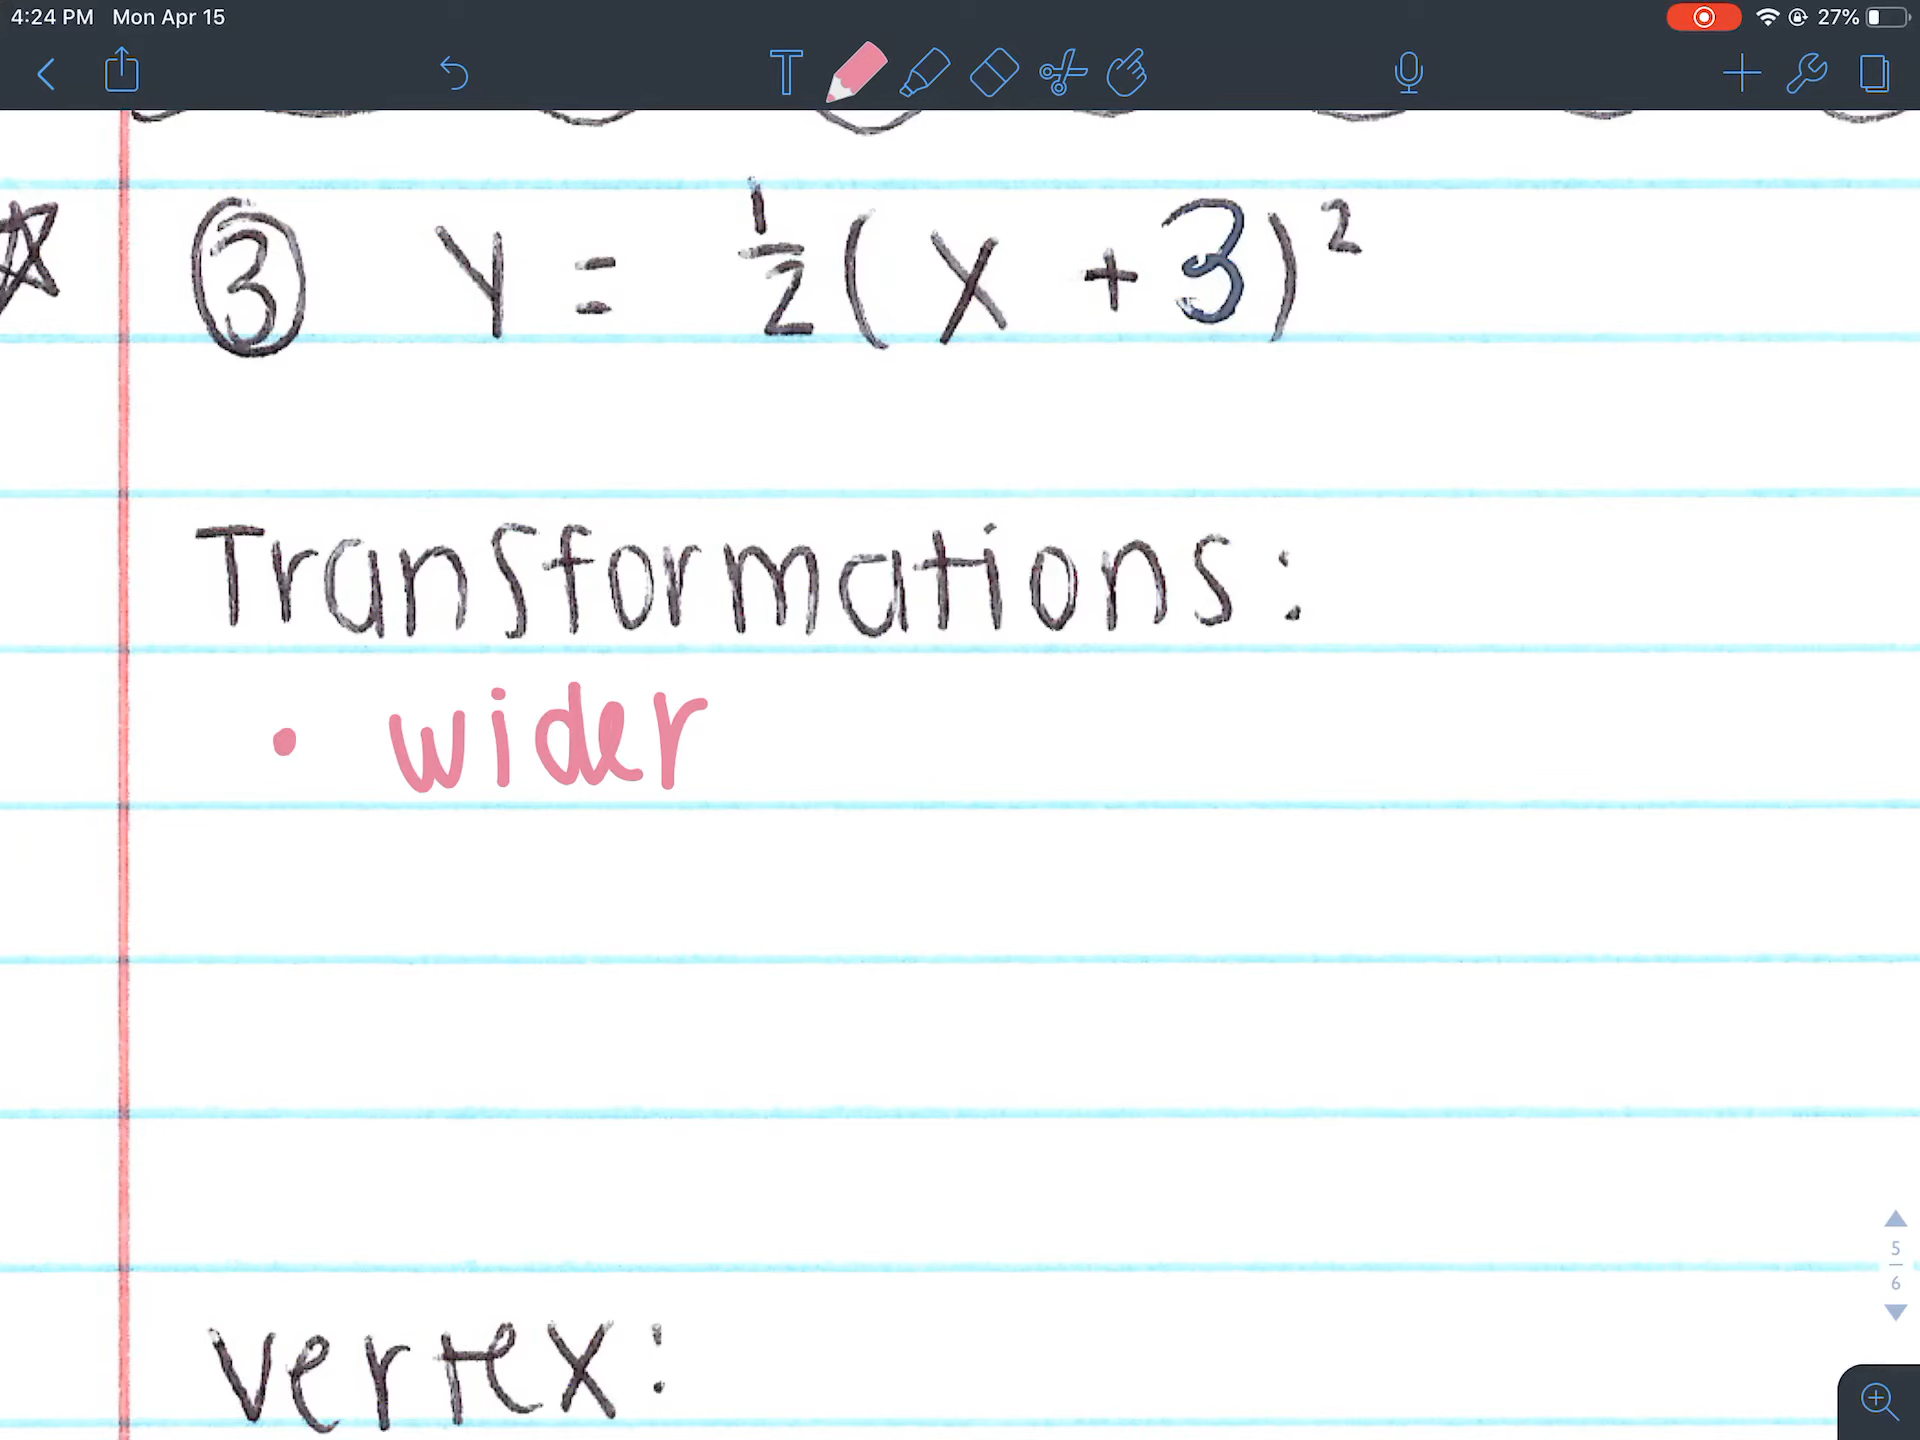 4:24 PM Mon Apr 15 27%
T
③ Y = 1/2 (X + 3)²
Transformations:
• wider
5
6
vertex: